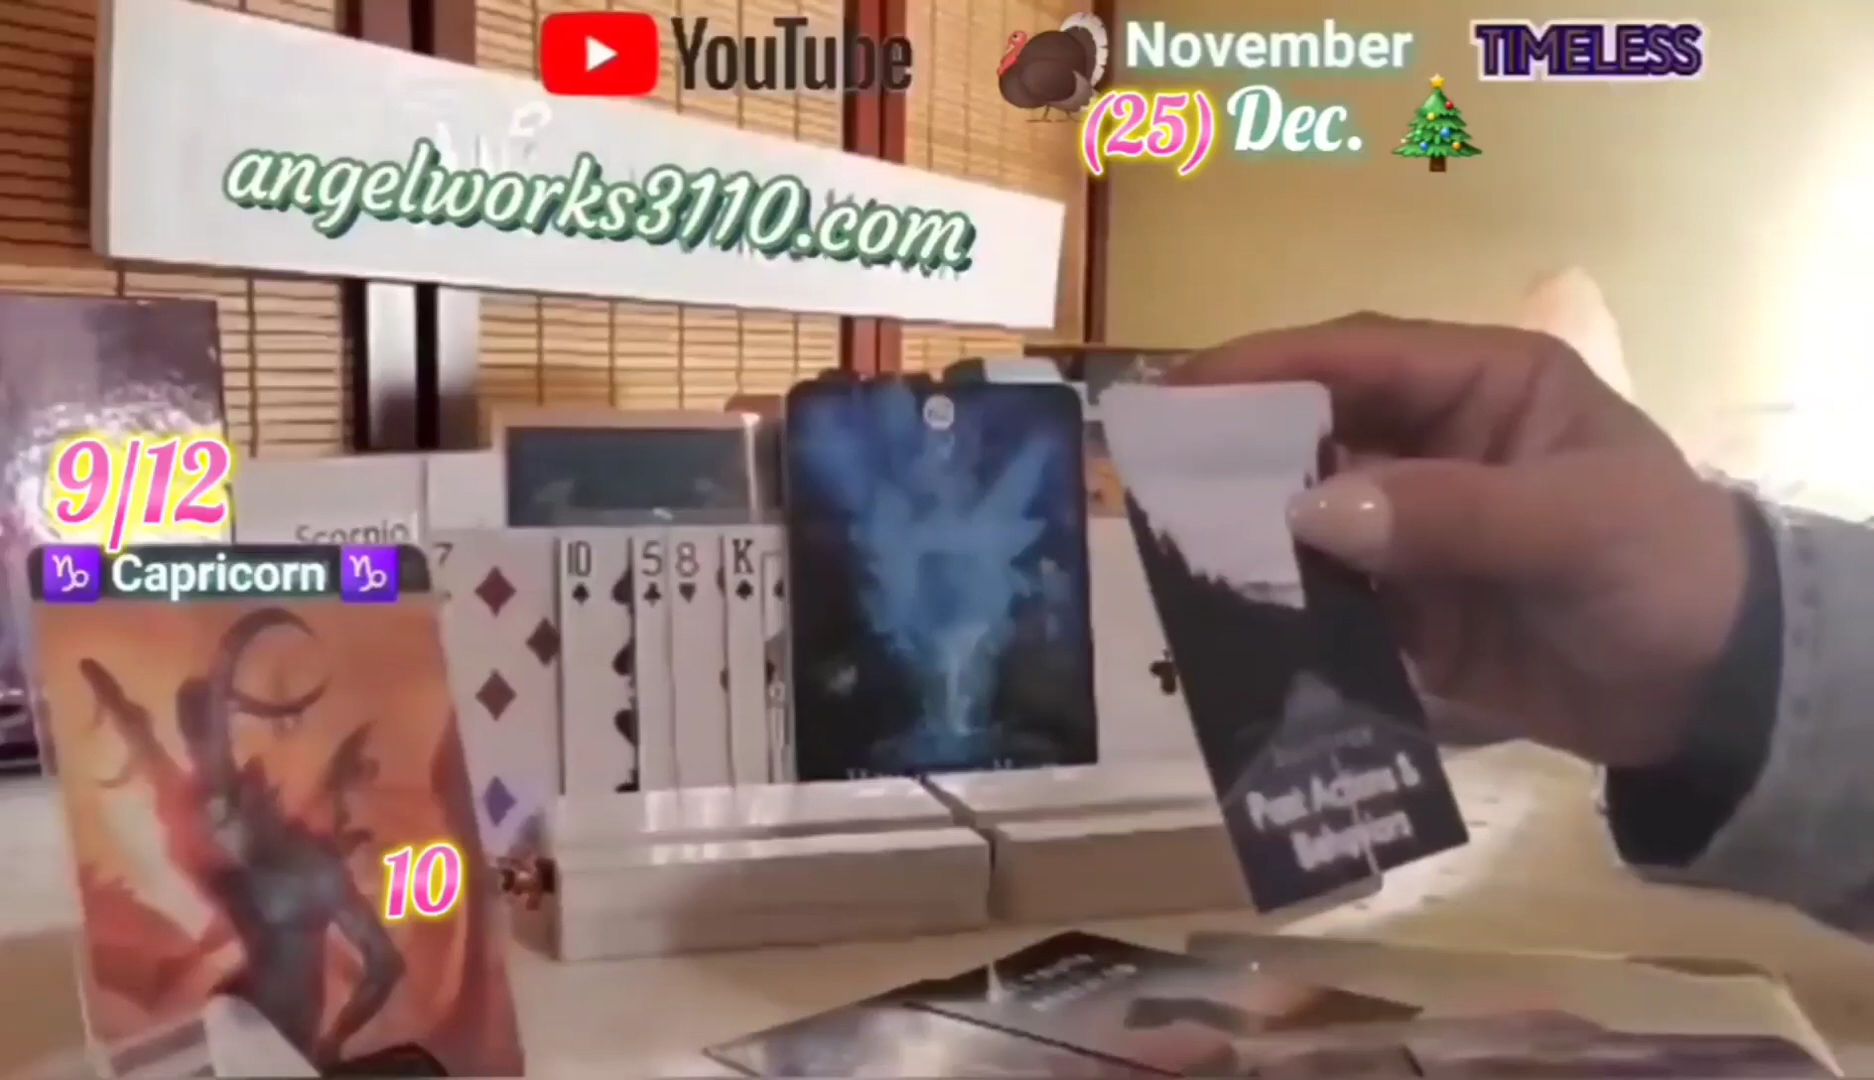 YouTube
November
TIMELESS
(25) Dec.
angelworks3110.com
9/12
Scorpio
♑ Capricorn ♑
7
10
5
8
K
Past Actions &
Behaviors
10